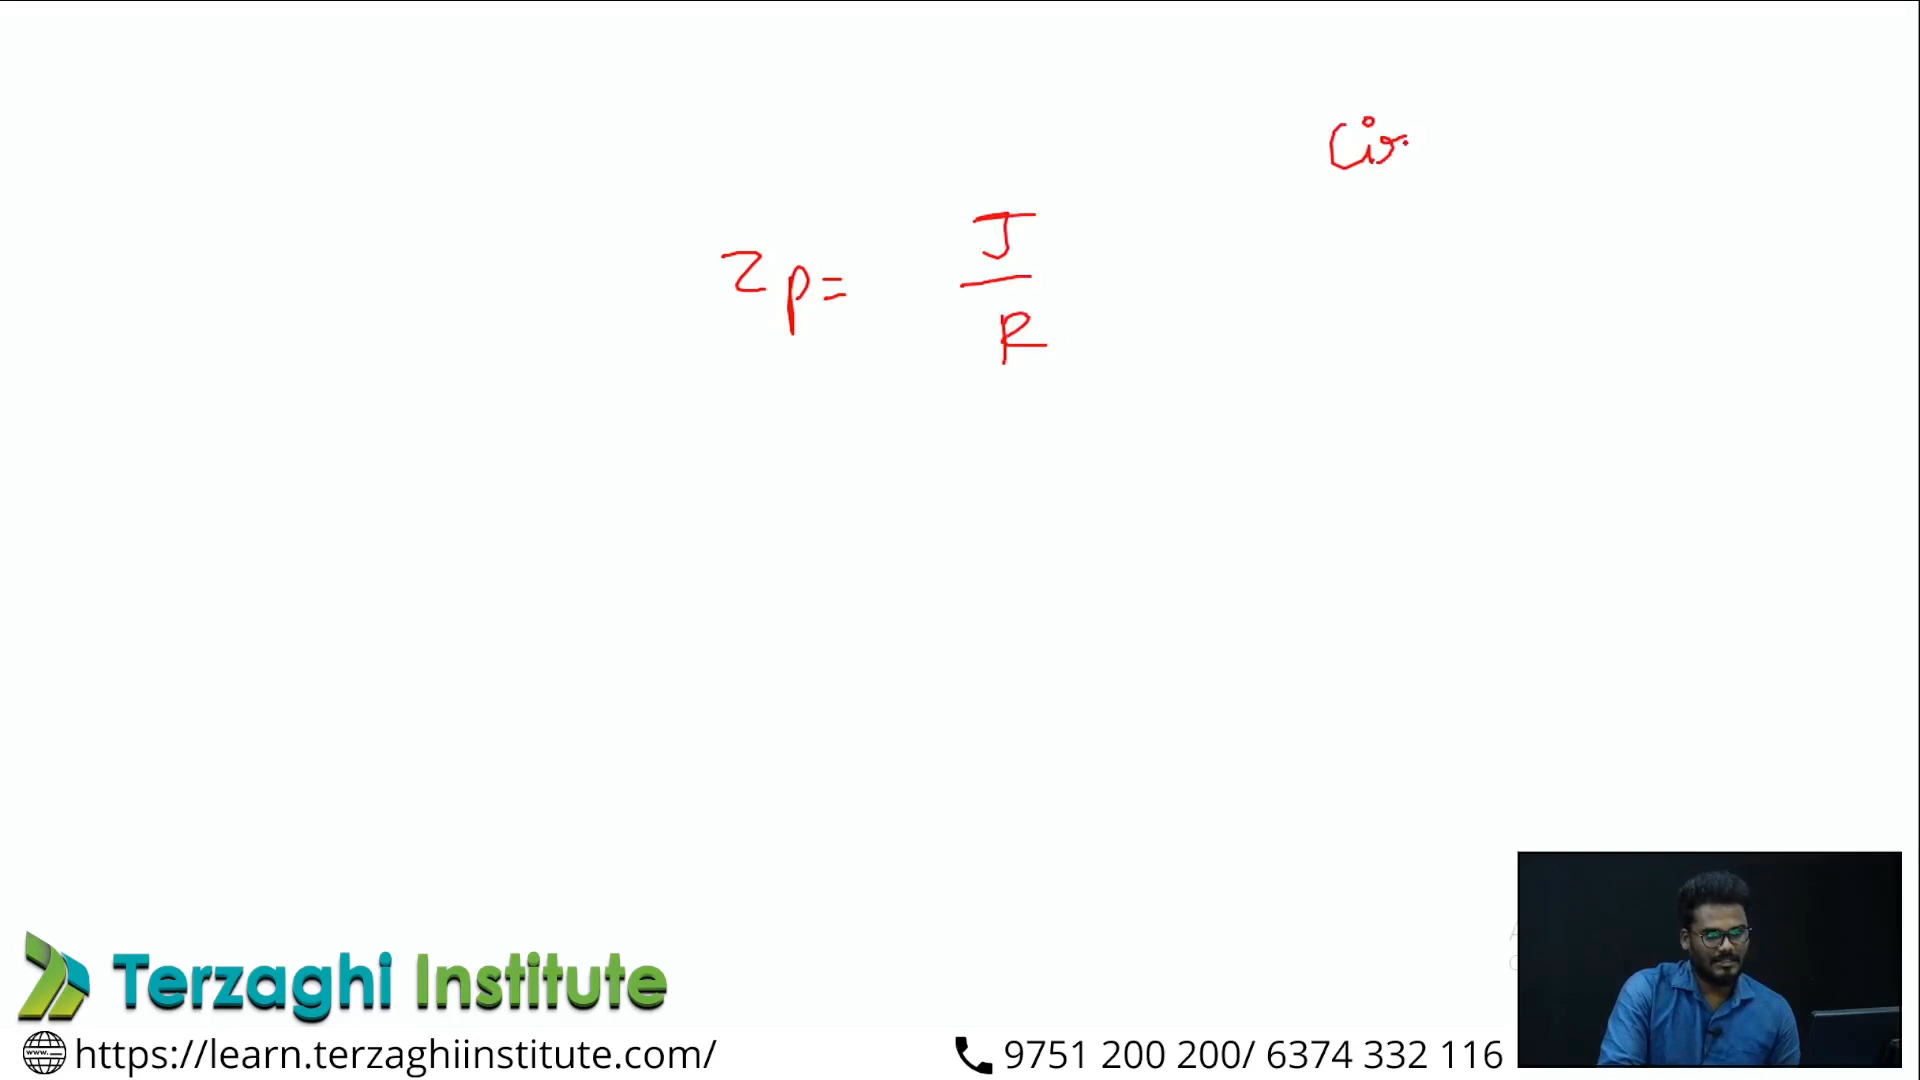 Cir.
Zp = J
R
Terzaghi Institute
https://learn.terzaghiinstitute.com/
9751 200 200/ 6374 332 116